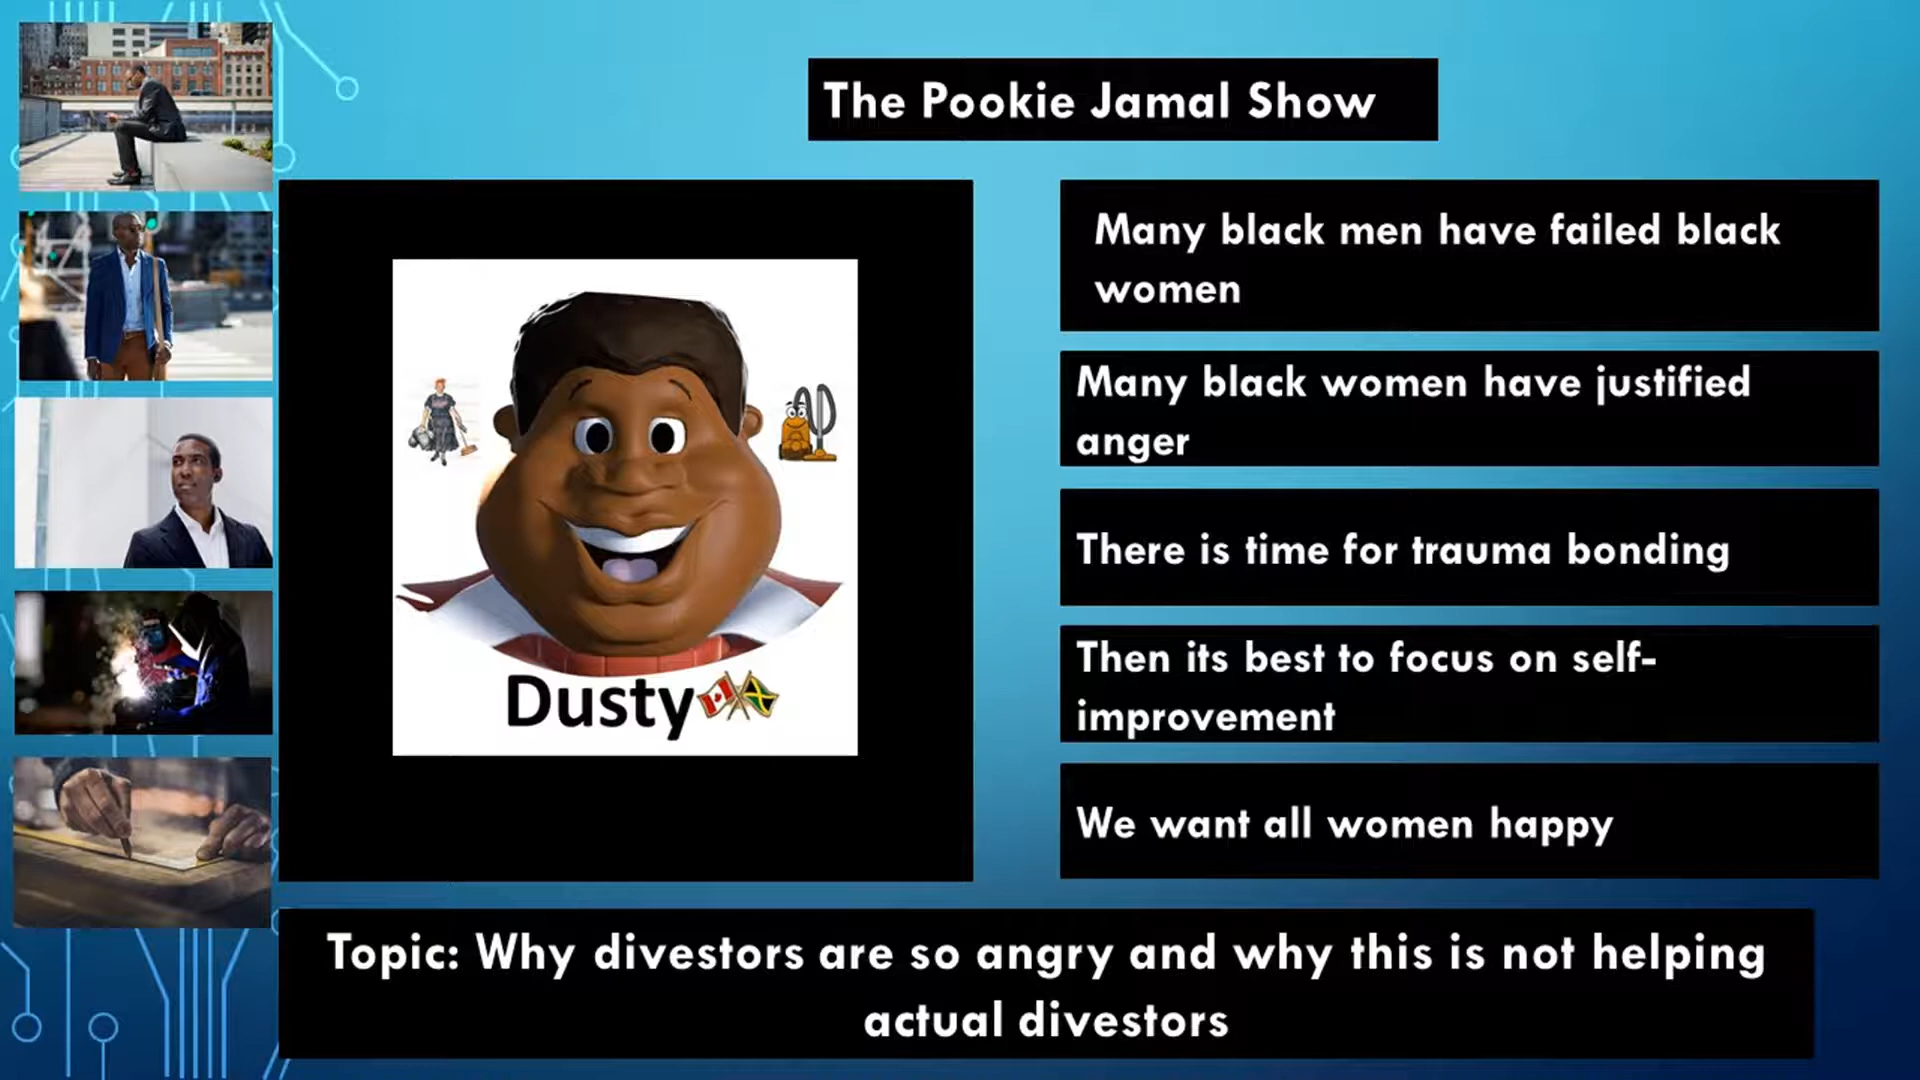 The Pookie Jamal Show
Many black men have failed black
women
Many black women have justified
anger
There is time for trauma bonding
Then its best to focus on self-
improvement
We want all women happy
Dusty
Topic: Why divestors are so angry and why this is not helping
actual divestors